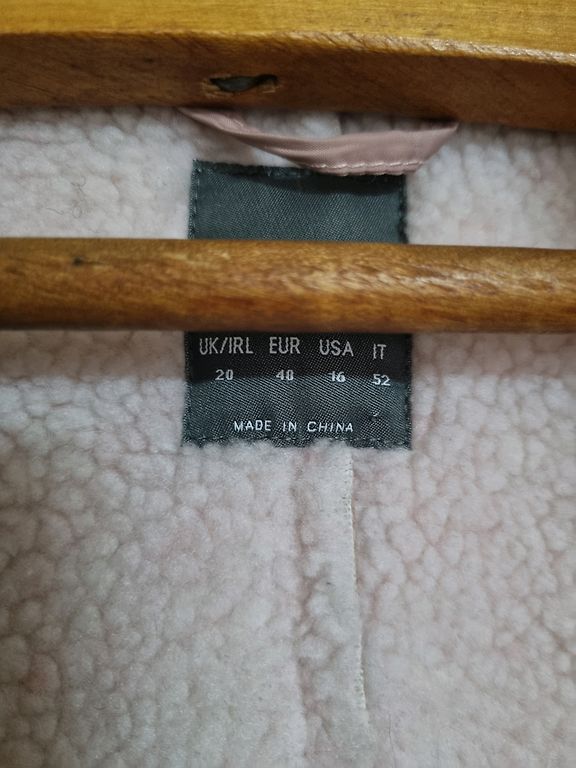 UK/IRL EUR USA IT
20 48 16 52
MADE IN CHINA